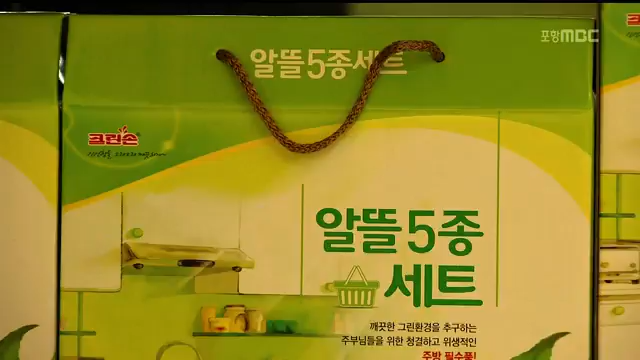 포항MBC
알뜰5종세트
크린손
알뜰5종
세트
깨끗한 그린환경을 추구하는
주부님들을 위한 청결하고 위생적인
주방 필수품!